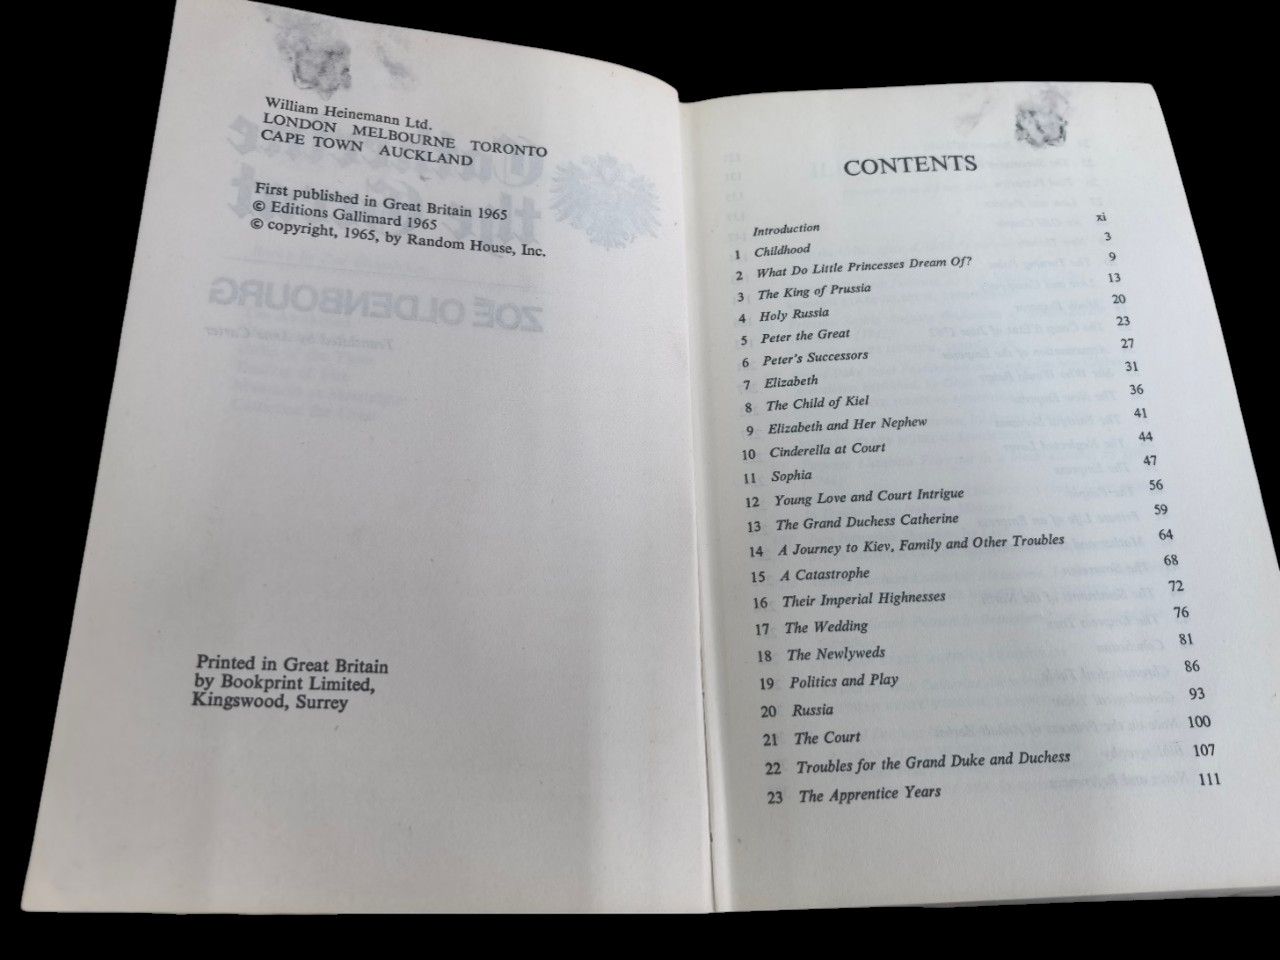 William Heinemann Ltd.
LONDON MELBOURNE TORONTO
CAPE TOWN AUCKLAND
First published in Great Britain 1965
© Editions Gallimard 1965
© copyright, 1965, by Random House, Inc.
ZOÉ OLDENBOURG
Printed in Great Britain
by Bookprint Limited,
Kingswood, Surrey
CONTENTS
Introduction xi
1 Childhood 3
2 What Do Little Princesses Dream Of? 9
3 The King of Prussia 13
4 Holy Russia 20
5 Peter the Great 23
6 Peter's Successors 27
7 Elizabeth 31
8 The Child of Kiel 36
9 Elizabeth and Her Nephew 41
10 Cinderella at Court 44
11 Sophia 47
12 Young Love and Court Intrigue 56
13 The Grand Duchess Catherine 59
14 A Journey to Kiev, Family and Other Troubles 64
15 A Catastrophe 68
16 Their Imperial Highnesses 72
17 The Wedding 76
18 The Newlyweds 81
19 Politics and Play 86
20 Russia 93
21 The Court 100
22 Troubles for the Grand Duke and Duchess 107
23 The Apprentice Years 111